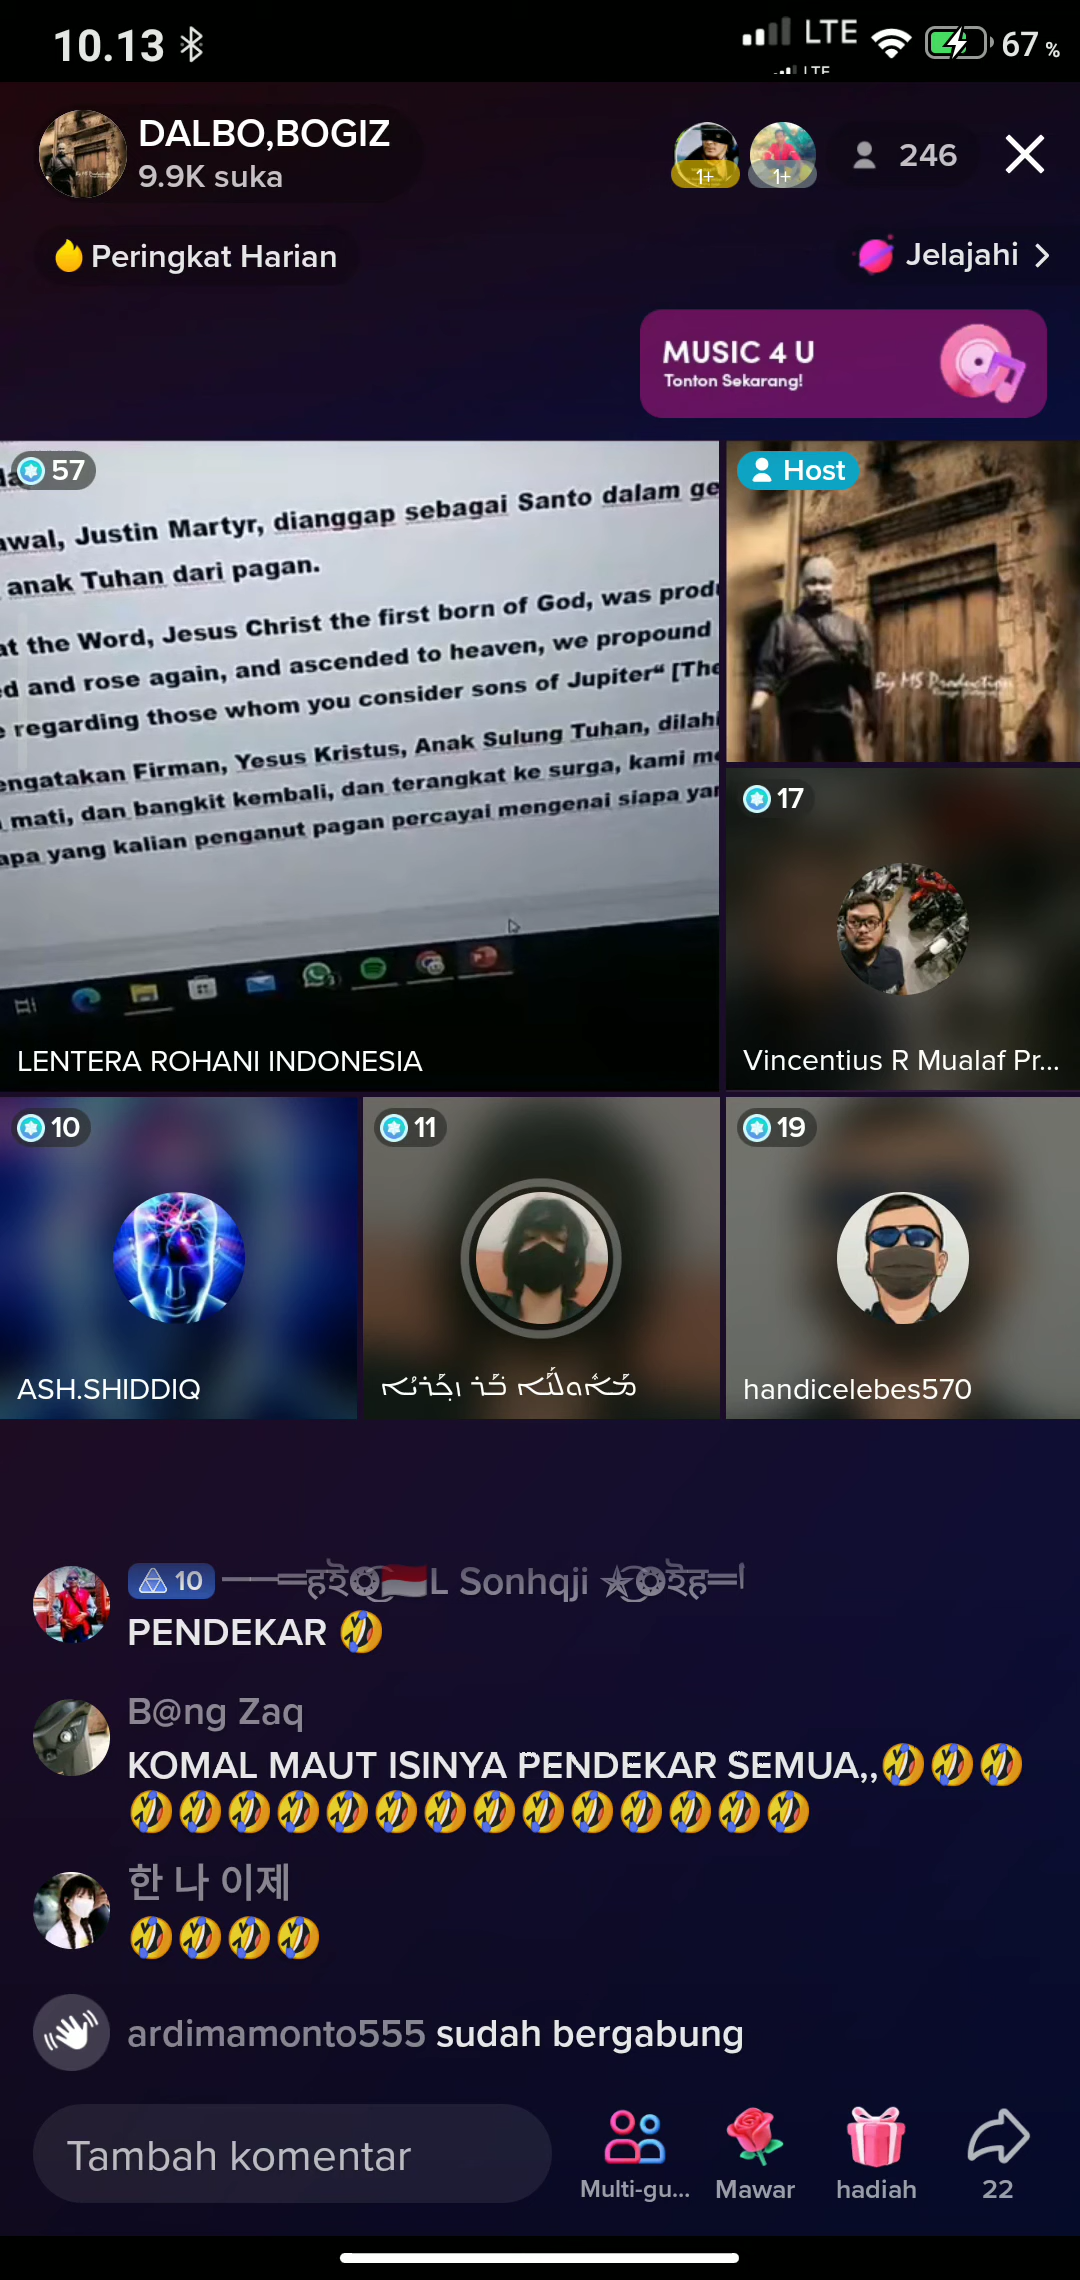 10.13
LTE
67 %
LTE
DALBO,BOGIZ
9.9K suka
1+
1+
246
Peringkat Harian
Jelajahi
MUSIC 4 U
Tonton Sekarang!
57
awal, Justin Martyr, dianggap sebagai Santo dalam ge
anak Tuhan dari pagan.
at the Word, Jesus Christ the first born of God, was prod
ed and rose again, and ascended to heaven, we propound
e regarding those whom you consider sons of Jupiter“ [The
engatakan Firman, Yesus Kristus, Anak Sulung Tuhan, dilahi
mati, dan bangkit kembali, dan terangkat ke surga, kami me
apa yang kalian penganut pagan percayai mengenai siapa yan
LENTERA ROHANI INDONESIA
Host
By MS Production
17
Vincentius R Mualaf Pr...
10
ASH.SHIDDIQ
11
19
handicelebes570
10
L Sonhqji
PENDEKAR 🤣
B@ng Zaq
KOMAL MAUT ISINYA PENDEKAR SEMUA,,🤣🤣🤣
🤣🤣🤣🤣🤣🤣🤣🤣🤣🤣🤣🤣🤣🤣
한 나 이제
🤣🤣🤣🤣
ardimamonto555 sudah bergabung
Tambah komentar
Multi-gu...
Mawar
hadiah
22